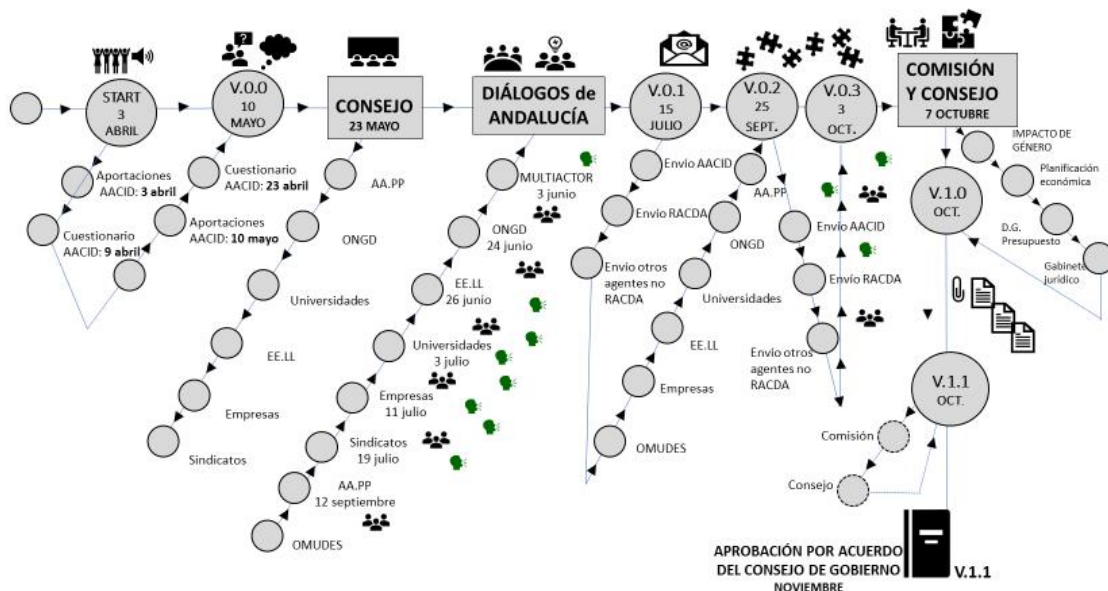 START
3
ABRIL
Aportaciones
AACID: 3 abril
Cuestionario
AACID: 9 abril
V.0.0
10
MAYO
Cuestionario
AACID: 23 abril
Aportaciones
AACID: 10 mayo
CONSEJO
23 MAYO
AA.PP
ONGD
Universidades
EE.LL
Empresas
Sindicatos
DIÁLOGOS de
ANDALUCÍA
MULTIACTOR
3 junio
ONGD
24 junio
EE.LL
26 junio
Universidades
3 julio
Empresas
11 julio
Sindicatos
19 julio
AA.PP
12 septiembre
OMUDES
V.0.1
15
JULIO
Envío AACID
Envío RACDA
Envío otros
agentes no
RACDA
V.0.2
25
SEPT.
AA.PP
ONGD
Universidades
EE.LL
Empresas
OMUDES
V.0.3
3
OCT.
Envío AACID
Envío RACDA
Envío otros
agentes no
RACDA
COMISIÓN
Y CONSEJO
7 OCTUBRE
IMPACTO DE
GÉNERO
Planificación
económica
D.G.
Presupuesto
Gabinete
jurídico
V.1.0
OCT.
V.1.1
OCT.
Comisión
Consejo
APROBACIÓN POR ACUERDO
DEL CONSEJO DE GOBIERNO
NOVIEMBRE
V.1.1